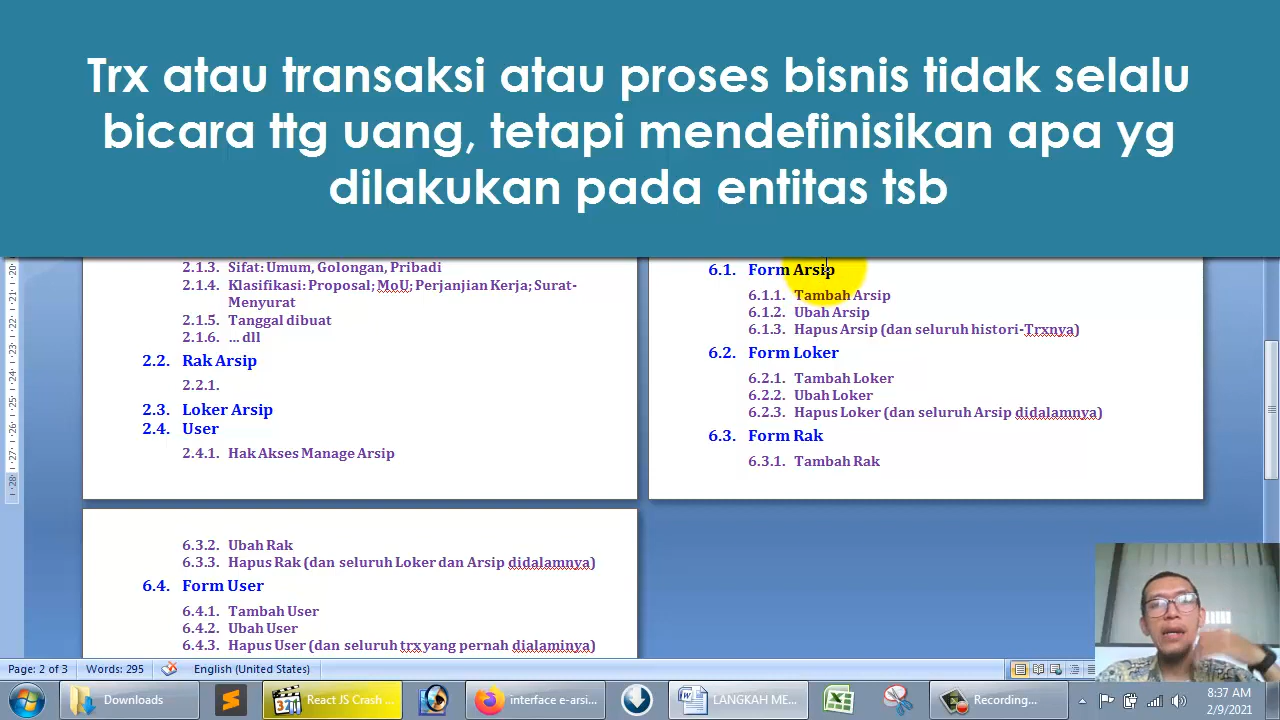 Trx atau transaksi atau proses bisnis tidak selalu
bicara ttg uang, tetapi mendefinisikan apa yg
dilakukan pada entitas tsb
2.1.3. Sifat: Umum, Golongan, Pribadi
2.1.4. Klasifikasi: Proposal; MoU; Perjanjian Kerja; Surat-
Menyurat
2.1.5. Tanggal dibuat
2.1.6. ... dll
2.2. Rak Arsip
2.2.1.
2.3. Loker Arsip
2.4. User
2.4.1. Hak Akses Manage Arsip
6.1. Form Arsip
6.1.1. Tambah Arsip
6.1.2. Ubah Arsip
6.1.3. Hapus Arsip (dan seluruh histori-Trxnya)
6.2. Form Loker
6.2.1. Tambah Loker
6.2.2. Ubah Loker
6.2.3. Hapus Loker (dan seluruh Arsip didalamnya)
6.3. Form Rak
6.3.1. Tambah Rak
6.3.2. Ubah Rak
6.3.3. Hapus Rak (dan seluruh Loker dan Arsip didalamnya)
6.4. Form User
6.4.1. Tambah User
6.4.2. Ubah User
6.4.3. Hapus User (dan seluruh trx yang pernah dialaminya)
20 21 22 23 24 25 26 27 28
Page: 2 of 3 Words: 295 English (United States)
Downloads React JS Crash ... interface e-arsi... LANGKAH ME... Recording... 8:37 AM
2/9/2021